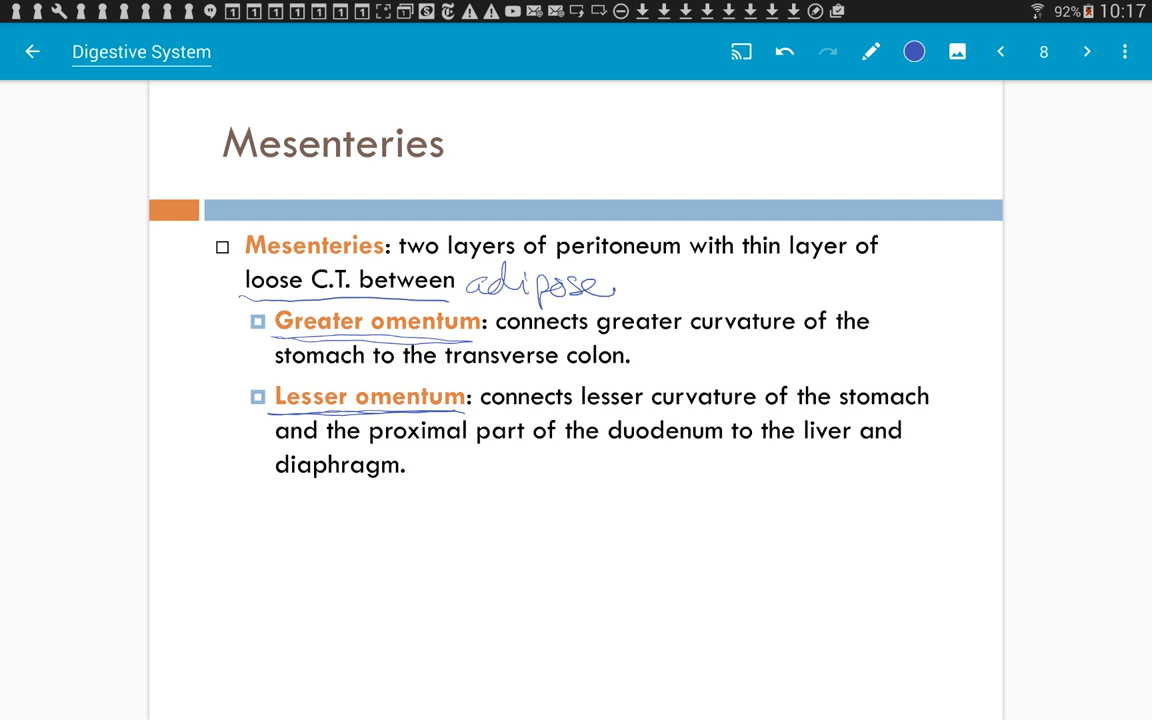 92% 10:17
Digestive System
8
Mesenteries
Mesenteries: two layers of peritoneum with thin layer of
loose C.T. between adipose.
Greater omentum: connects greater curvature of the
stomach to the transverse colon.
Lesser omentum: connects lesser curvature of the stomach
and the proximal part of the duodenum to the liver and
diaphragm.